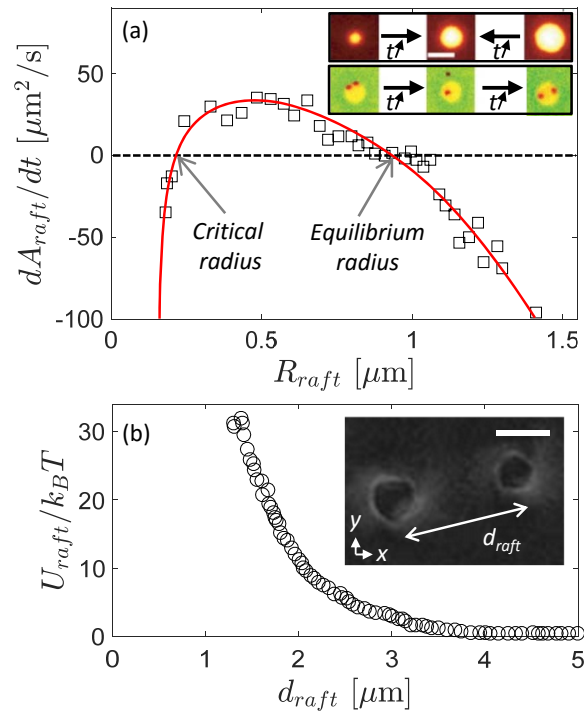 (a)
t
t
t
t
50
0
-50
-100
dA_raft/dt [μm²/s]
Critical radius
Equilibrium radius
0
0.5
1
1.5
R_raft [μm]
(b)
30
20
10
0
U_raft/k_BT
y
x
d_raft
0
1
2
3
4
5
d_raft [μm]